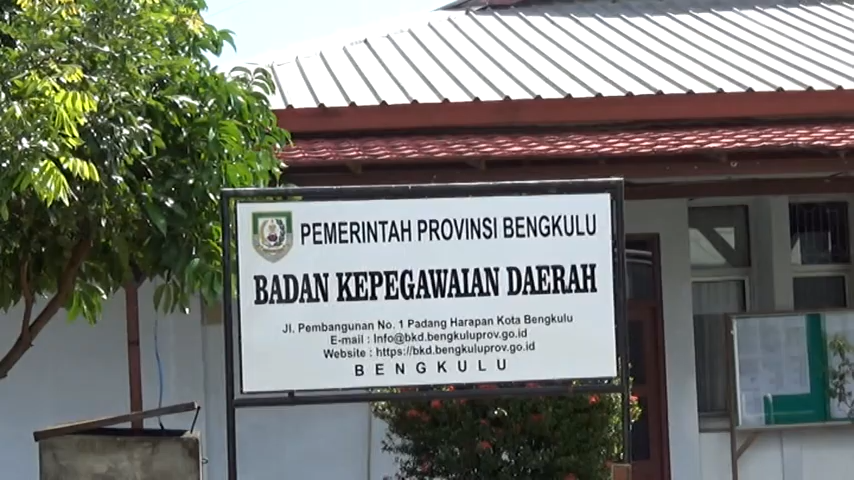 PEMERINTAH PROVINSI BENGKULU
BADAN KEPEGAWAIAN DAERAH
Jl. Pembangunan No. 1 Padang Harapan Kota Bengkulu
E-mail : Info@bkd.bengkuluprov.go.id
Website : https://bkd.bengkuluprov.go.id
BENGKULU